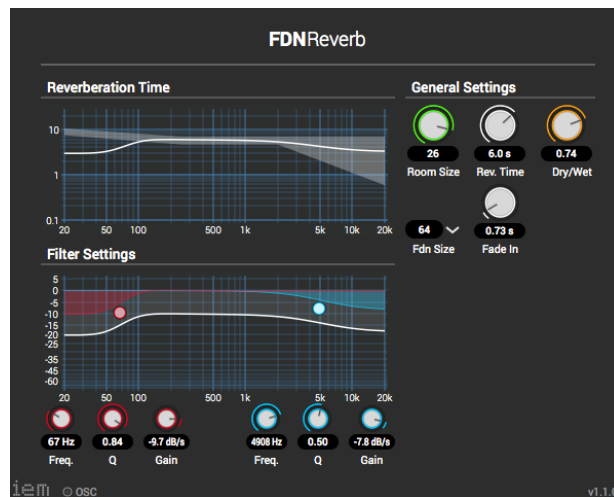 FDNReverb
Reverberation Time
10
1
0.1
20 50 100 500 1k 5k 10k 20k
Filter Settings
5
0
-5
-10
-15
-20
-25
-35
-45
-60
20 50 100 500 1k 5k 10k 20k
67 Hz 0.84 -9.7 dB/s 4908 Hz 0.50 -7.8 dB/s
Freq. Q Gain Freq. Q Gain
General Settings
26 6.0 s 0.74
Room Size Rev. Time Dry/Wet
64 0.73 s
Fdn Size Fade In
iem OSC